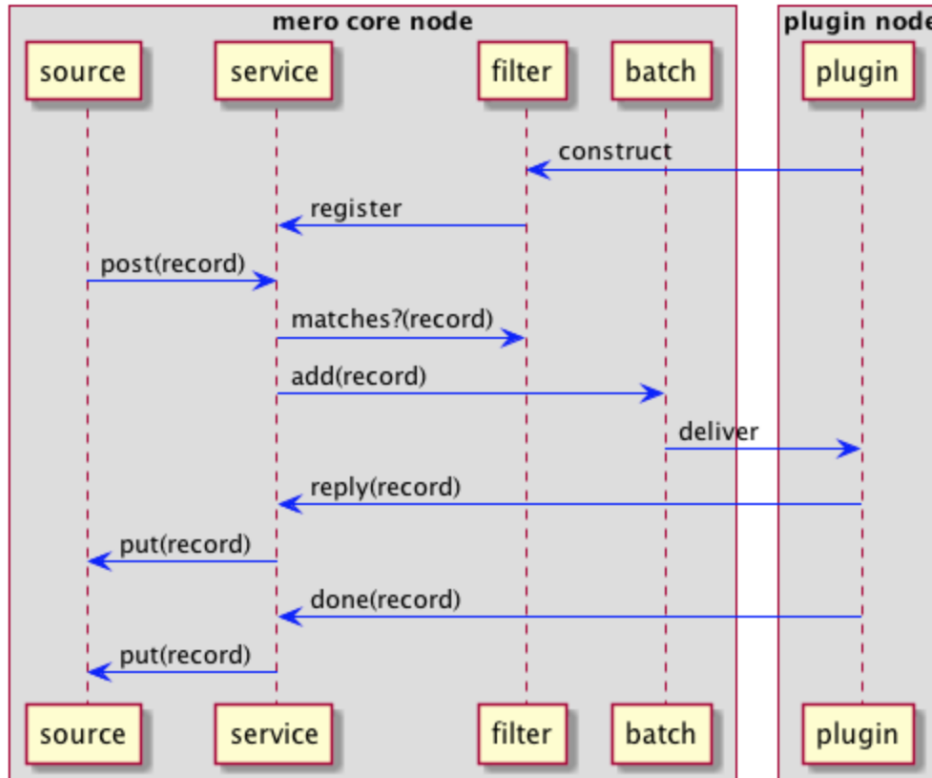 mero core node
plugin node
source
service
filter
batch
plugin
construct
register
post(record)
matches?(record)
add(record)
deliver
reply(record)
put(record)
done(record)
put(record)
source
service
filter
batch
plugin